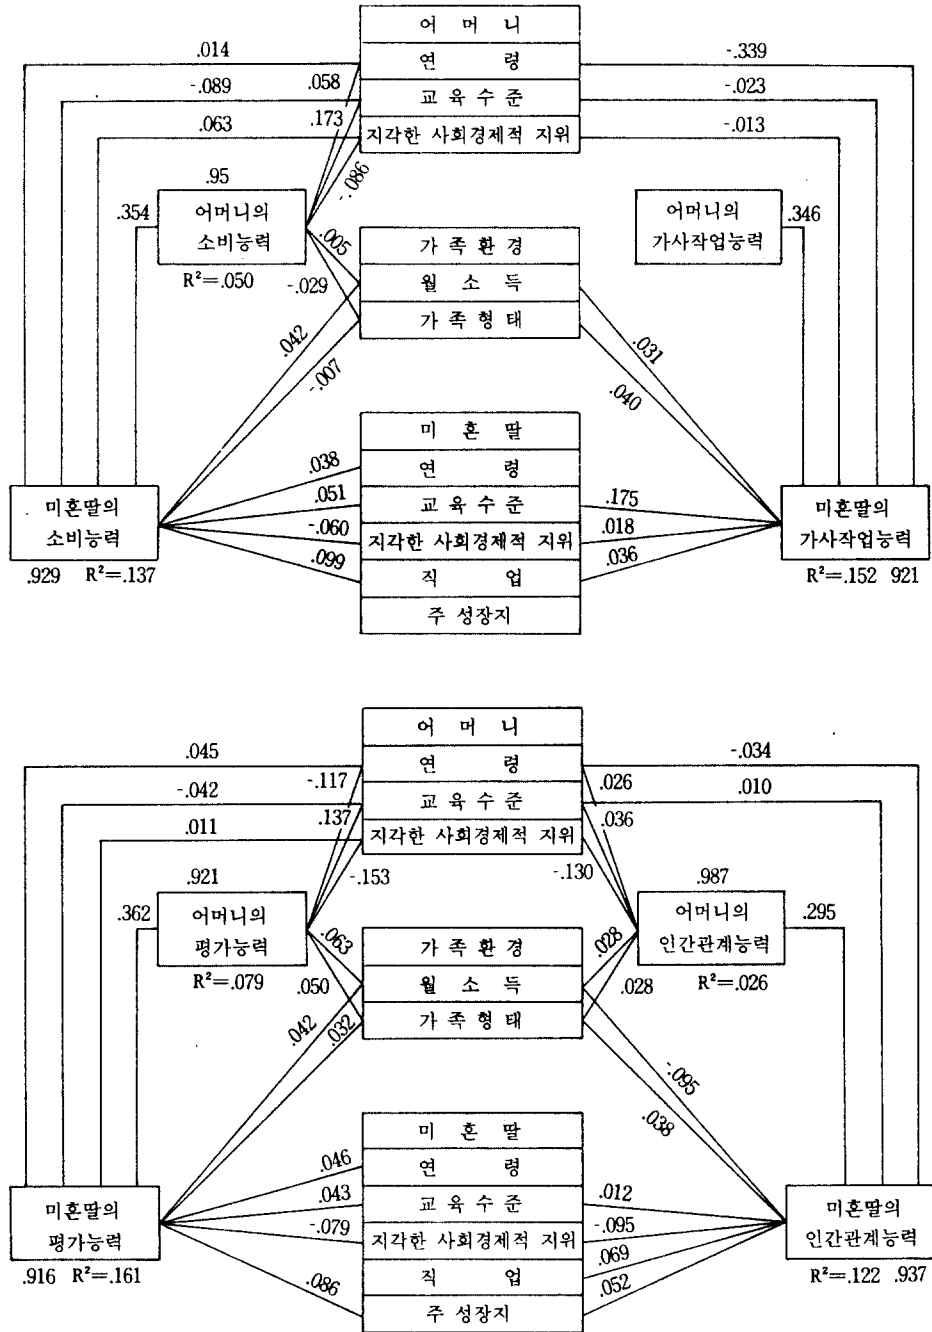 어 머 니
.014
연 령
-.339
-.089
.058
교 육 수 준
-.023
.063
.173
지각한 사회경제적 지위
-.013
-.086
.95
.354
어머니의
소비능력
R²=.050
어머니의
가사작업능력
.346
.005
-.029
가 족 환 경
월 소 득
가 족 형 태
.042
-.007
.031
.040
미 혼 딸
연 령
교 육 수 준
지각한 사회경제적 지위
직 업
주 성장지
.038
.051
-.060
.099
.175
.018
.036
미혼딸의
소비능력
.929 R²=.137
미혼딸의
가사작업능력
R²=.152 921
어 머 니
.045
연 령
-.034
-.117
.026
-.042
교 육 수 준
.010
.137
.036
.011
지각한 사회경제적 지위
-.153
-.130
.921
.362
어머니의
평가능력
R²=.079
.987
어머니의
인간관계능력
.295
R²=.026
.063
.050
가 족 환 경
월 소 득
가 족 형 태
.028
.028
.042
.032
-.095
.038
미 혼 딸
연 령
교 육 수 준
지각한 사회경제적 지위
직 업
주 성장지
.046
.043
-.079
.086
.012
-.095
.069
.052
미혼딸의
평가능력
.916 R²=.161
미혼딸의
인간관계능력
R²=.122 .937